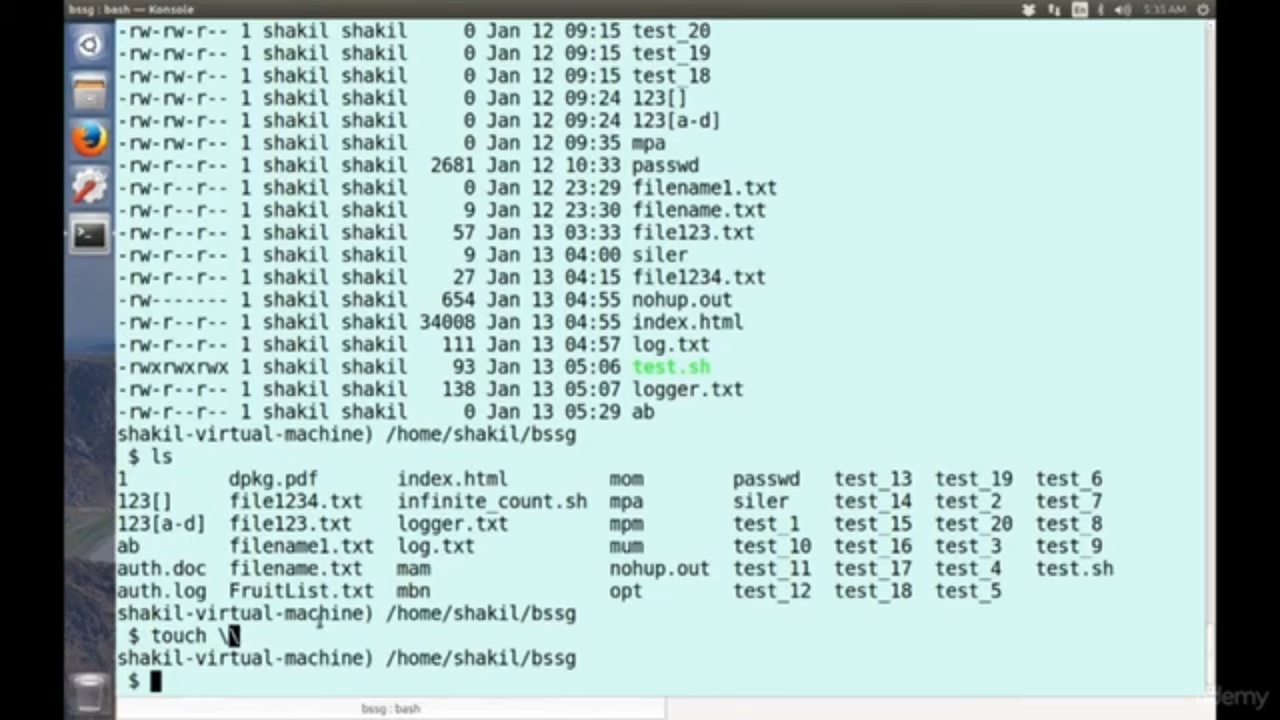 bssg : bash — Konsole
En
5:35 AM
-rw-rw-r-- 1 shakil shakil 0 Jan 12 09:15 test_20
-rw-rw-r-- 1 shakil shakil 0 Jan 12 09:15 test_19
-rw-rw-r-- 1 shakil shakil 0 Jan 12 09:15 test_18
-rw-rw-r-- 1 shakil shakil 0 Jan 12 09:24 123[]
-rw-rw-r-- 1 shakil shakil 0 Jan 12 09:24 123[a-d]
-rw-rw-r-- 1 shakil shakil 0 Jan 12 09:35 mpa
-rw-r--r-- 1 shakil shakil 2681 Jan 12 10:33 passwd
-rw-r--r-- 1 shakil shakil 0 Jan 12 23:29 filename1.txt
-rw-r--r-- 1 shakil shakil 9 Jan 12 23:30 filename.txt
-rw-r--r-- 1 shakil shakil 57 Jan 13 03:33 file123.txt
-rw-r--r-- 1 shakil shakil 9 Jan 13 04:00 siler
-rw-r--r-- 1 shakil shakil 27 Jan 13 04:15 file1234.txt
-rw------- 1 shakil shakil 654 Jan 13 04:55 nohup.out
-rw-r--r-- 1 shakil shakil 34008 Jan 13 04:55 index.html
-rw-r--r-- 1 shakil shakil 111 Jan 13 04:57 log.txt
-rwxrwxrwx 1 shakil shakil 93 Jan 13 05:06 test.sh
-rw-r--r-- 1 shakil shakil 138 Jan 13 05:07 logger.txt
-rw-r--r-- 1 shakil shakil 0 Jan 13 05:29 ab
shakil-virtual-machine) /home/shakil/bssg
$ ls
1 dpkg.pdf index.html mom passwd test_13 test_19 test_6
123[] file1234.txt infinite_count.sh mpa siler test_14 test_2 test_7
123[a-d] file123.txt logger.txt mpm test_1 test_15 test_20 test_8
ab filename1.txt log.txt mum test_10 test_16 test_3 test_9
auth.doc filename.txt mam nohup.out test_11 test_17 test_4 test.sh
auth.log FruitList.txt mbn opt test_12 test_18 test_5
shakil-virtual-machine) /home/shakil/bssg
$ touch \\
shakil-virtual-machine) /home/shakil/bssg
$
bssg : bash
udemy